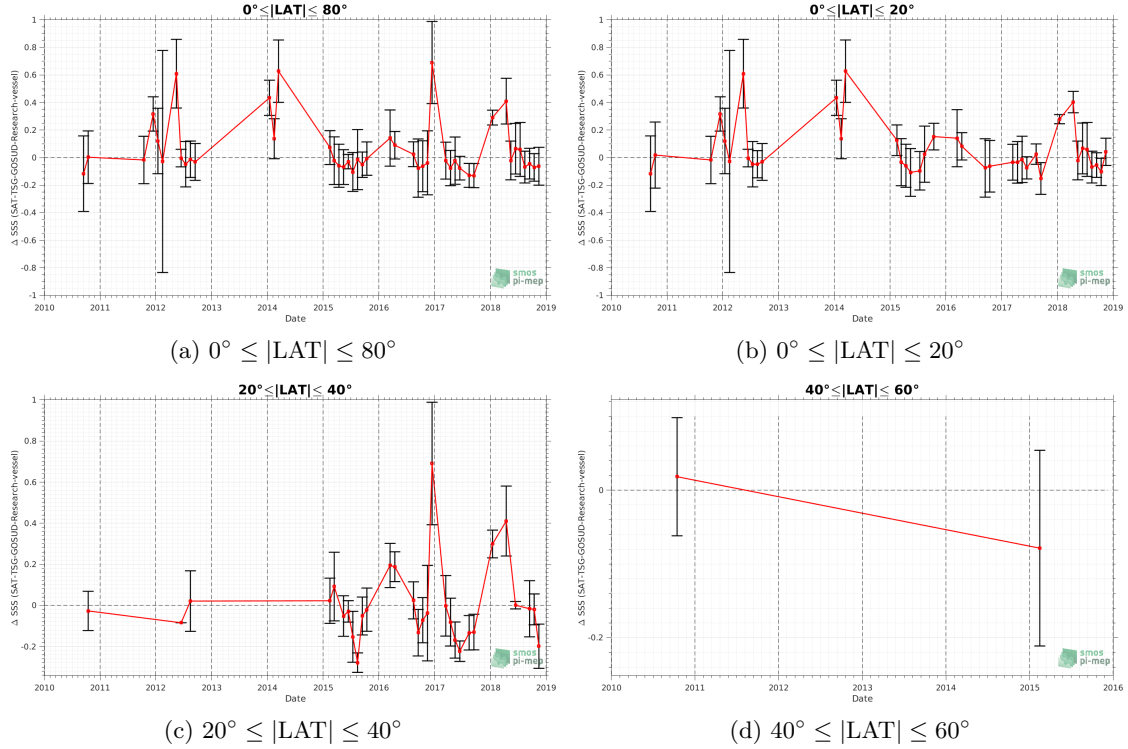 0°≤|LAT|≤ 80°
Δ SSS (SAT-TSG-GOSUD-Research-vessel)
1
0.8
0.6
0.4
0.2
0
-0.2
-0.4
-0.6
-0.8
-1
2010 2011 2012 2013 2014 2015 2016 2017 2018 2019
Date
smos
pi-mep
(a) 0° ≤ |LAT| ≤ 80°
0°≤|LAT|≤ 20°
Δ SSS (SAT-TSG-GOSUD-Research-vessel)
1
0.8
0.6
0.4
0.2
0
-0.2
-0.4
-0.6
-0.8
-1
2010 2011 2012 2013 2014 2015 2016 2017 2018 2019
Date
smos
pi-mep
(b) 0° ≤ |LAT| ≤ 20°
20°≤|LAT|≤ 40°
Δ SSS (SAT-TSG-GOSUD-Research-vessel)
1
0.8
0.6
0.4
0.2
0
-0.2
2010 2011 2012 2013 2014 2015 2016 2017 2018 2019
Date
smos
pi-mep
(c) 20° ≤ |LAT| ≤ 40°
40°≤|LAT|≤ 60°
Δ SSS (SAT-TSG-GOSUD-Research-vessel)
0
-0.2
2010 2011 2012 2013 2014 2015 2016
Date
smos
pi-mep
(d) 40° ≤ |LAT| ≤ 60°